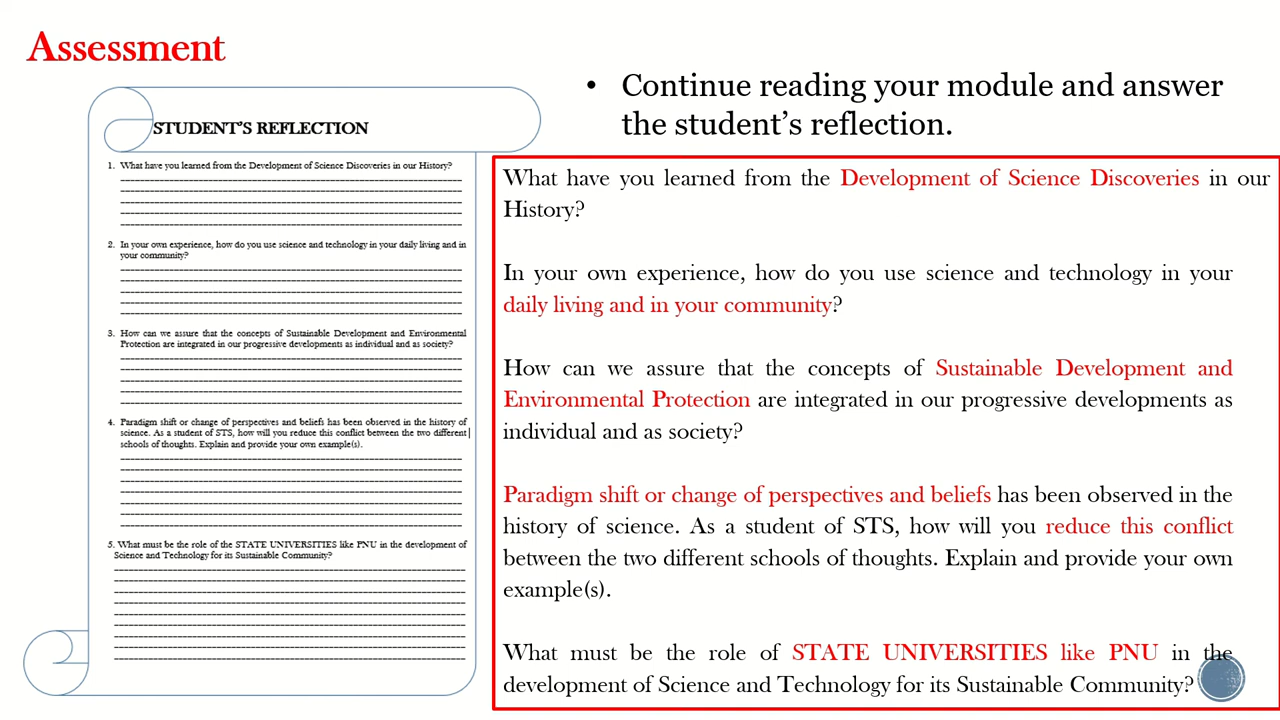 Assessment
• Continue reading your module and answer
the student's reflection.
STUDENT'S REFLECTION
1. What have you learned from the Development of Science Discoveries in our History?
2. In your own experience, how do you use science and technology in your daily living and in
your community?
3. How can we assure that the concepts of Sustainable Development and Environmental
Protection are integrated in our progressive developments as individual and as society?
4. Paradigm shift or change of perspectives and beliefs has been observed in the history of
science. As a student of STS, how will you reduce this conflict between the two different
schools of thoughts. Explain and provide your own example(s).
5. What must be the role of the STATE UNIVERSITIES like PNU in the development of
Science and Technology for its Sustainable Community?
What have you learned from the Development of Science Discoveries in our
History?
In your own experience, how do you use science and technology in your
daily living and in your community?
How can we assure that the concepts of Sustainable Development and
Environmental Protection are integrated in our progressive developments as
individual and as society?
Paradigm shift or change of perspectives and beliefs has been observed in the
history of science. As a student of STS, how will you reduce this conflict
between the two different schools of thoughts. Explain and provide your own
example(s).
What must be the role of STATE UNIVERSITIES like PNU in the
development of Science and Technology for its Sustainable Community?